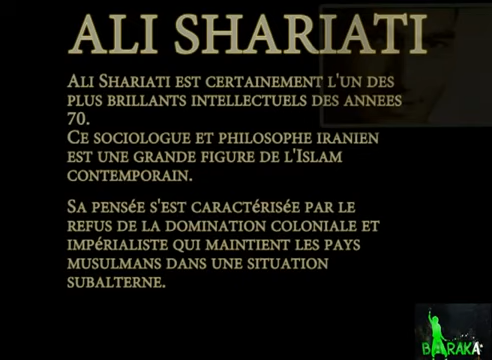 ALI SHARIATI
ALI SHARIATI EST CERTAINEMENT L'UN DES
PLUS BRILLANTS INTELLECTUELS DES ANNEES
70.
CE SOCIOLOGUE ET PHILOSOPHE IRANIEN
EST UNE GRANDE FIGURE DE L'ISLAM
CONTEMPORAIN.
SA PENSéE S'EST CARACTéRISéE PAR LE
REFUS DE LA DOMINATION COLONIALE ET
IMPéRIALISTE QUI MAINTIENT LES PAYS
MUSULMANS DANS UNE SITUATION
SUBALTERNE.
BARAKA